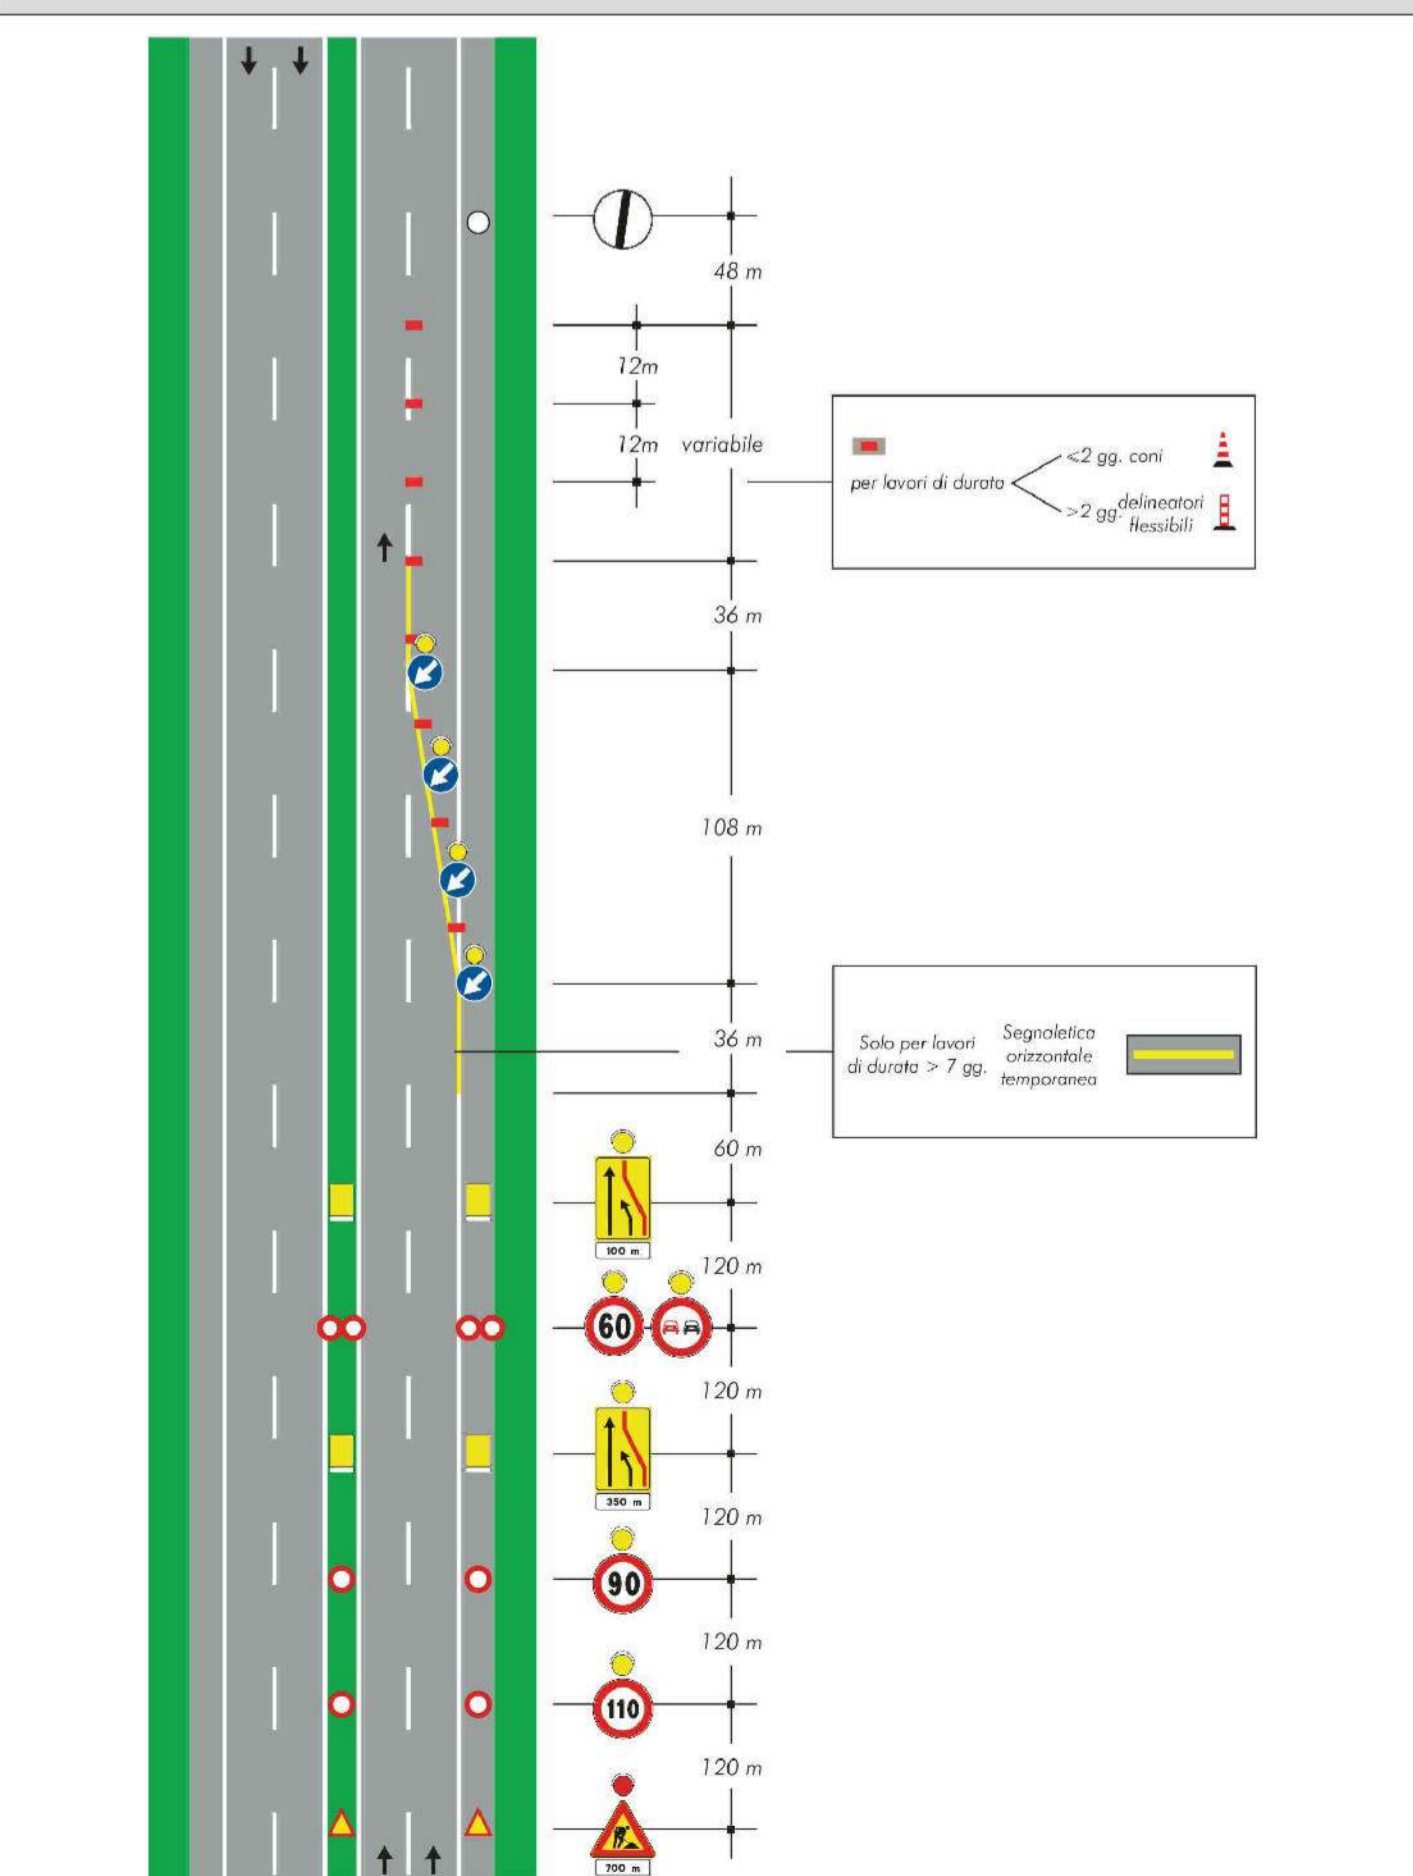 48 m
12m
12m variabile
<2 gg. coni
per lavori di durata
>2 gg. delineatori
flessibili
36 m
108 m
36 m
Solo per lavori
di durata > 7 gg.
Segnaletica
orizzontale
temporanea
60 m
100 m
120 m
60
120 m
350 m
120 m
90
120 m
110
120 m
700 m